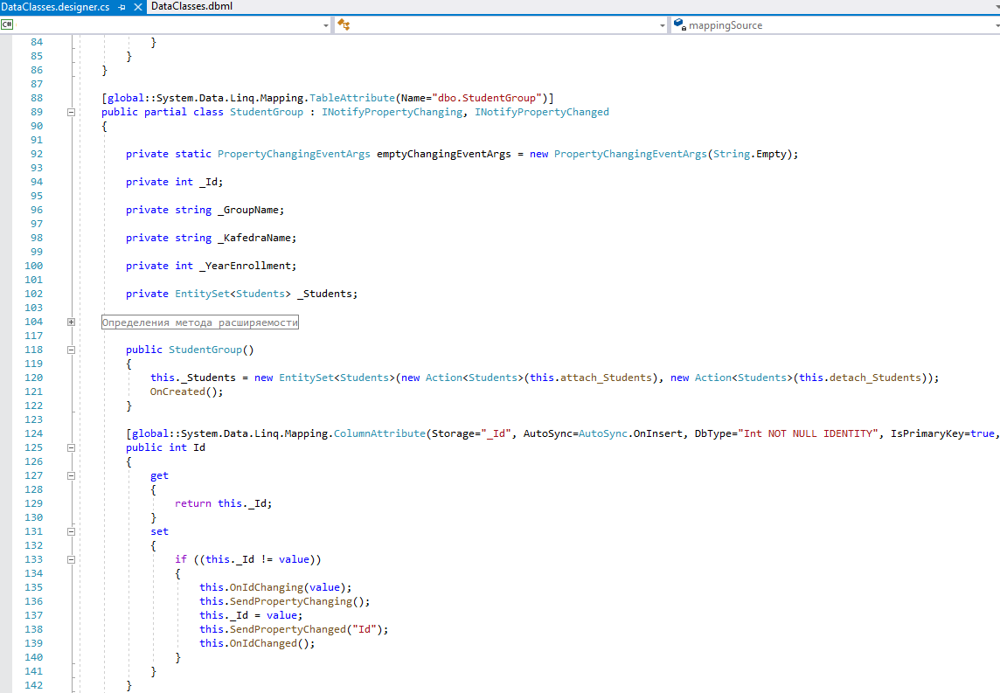 DataClasses.designer.cs
DataClasses.dbml
C#
mappingSource
84 }
85 }
86 }
87
88 [global::System.Data.Linq.Mapping.TableAttribute(Name="dbo.StudentGroup")]
89 public partial class StudentGroup : INotifyPropertyChanging, INotifyPropertyChanged
90 {
91
92 private static PropertyChangingEventArgs emptyChangingEventArgs = new PropertyChangingEventArgs(String.Empty);
93
94 private int _Id;
95
96 private string _GroupName;
97
98 private string _KafedraName;
99
100 private int _YearEnrollment;
101
102 private EntitySet<Students> _Students;
103
104 Определения метода расширяемости
117
118 public StudentGroup()
119 {
120 this._Students = new EntitySet<Students>(new Action<Students>(this.attach_Students), new Action<Students>(this.detach_Students));
121 OnCreated();
122 }
123
124 [global::System.Data.Linq.Mapping.ColumnAttribute(Storage="_Id", AutoSync=AutoSync.OnInsert, DbType="Int NOT NULL IDENTITY", IsPrimaryKey=true,
125 public int Id
126 {
127 get
128 {
129 return this._Id;
130 }
131 set
132 {
133 if ((this._Id != value))
134 {
135 this.OnIdChanging(value);
136 this.SendPropertyChanging();
137 this._Id = value;
138 this.SendPropertyChanged("Id");
139 this.OnIdChanged();
140 }
141 }
142 }